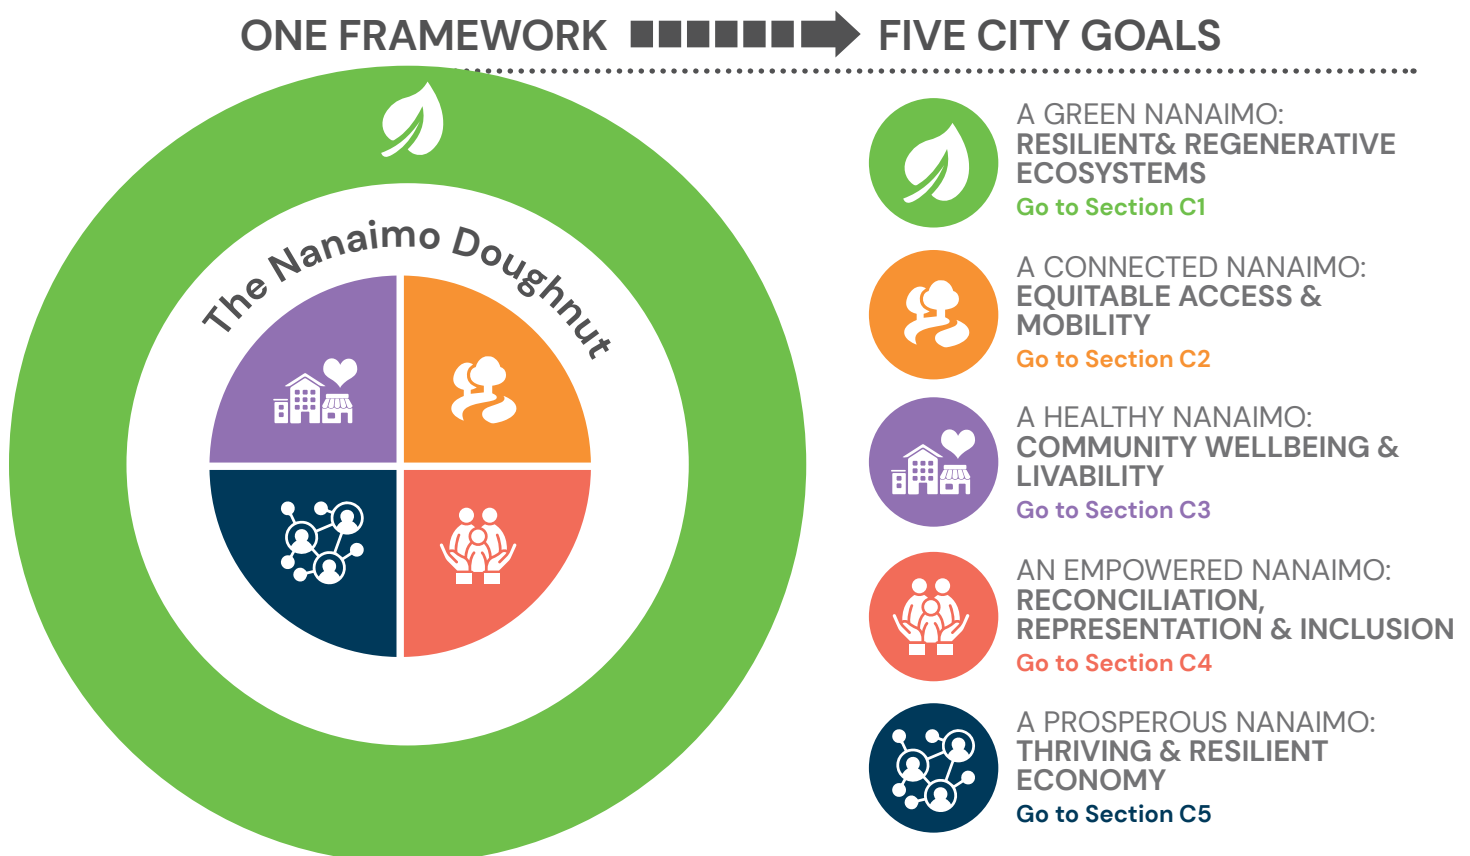 ONE FRAMEWORK
FIVE CITY GOALS
The Nanaimo Doughnut
A GREEN NANAIMO:
RESILIENT& REGENERATIVE
ECOSYSTEMS
Go to Section C1
A CONNECTED NANAIMO:
EQUITABLE ACCESS &
MOBILITY
Go to Section C2
A HEALTHY NANAIMO:
COMMUNITY WELLBEING &
LIVABILITY
Go to Section C3
AN EMPOWERED NANAIMO:
RECONCILIATION,
REPRESENTATION & INCLUSION
Go to Section C4
A PROSPEROUS NANAIMO:
THRIVING & RESILIENT
ECONOMY
Go to Section C5